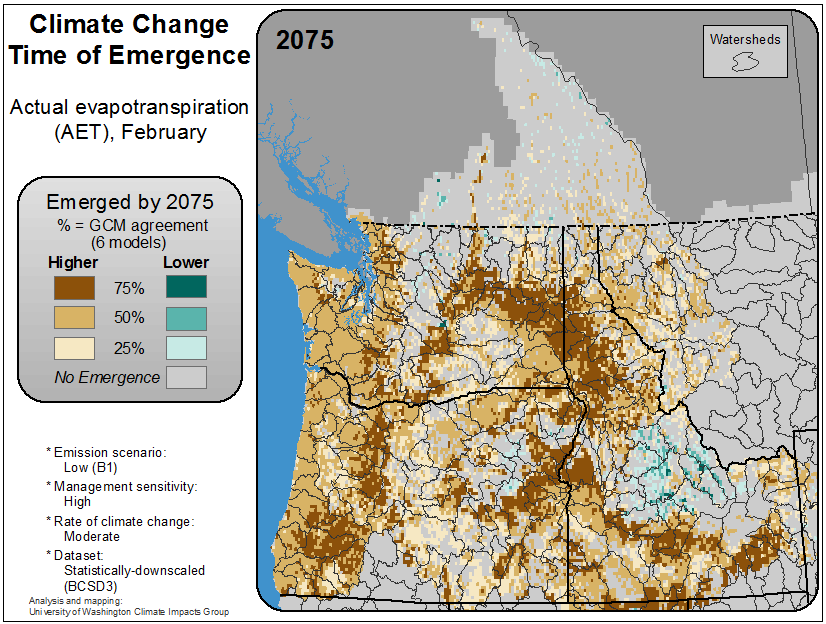 Climate Change
Time of Emergence
Actual evapotranspiration
(AET), February
Emerged by 2075
% = GCM agreement
(6 models)
Higher Lower
75%
50%
25%
No Emergence
* Emission scenario:
Low (B1)
* Management sensitivity:
High
* Rate of climate change:
Moderate
* Dataset:
Statistically-downscaled
(BCSD3)
Analysis and mapping:
University of Washington Climate Impacts Group
2075
Watersheds